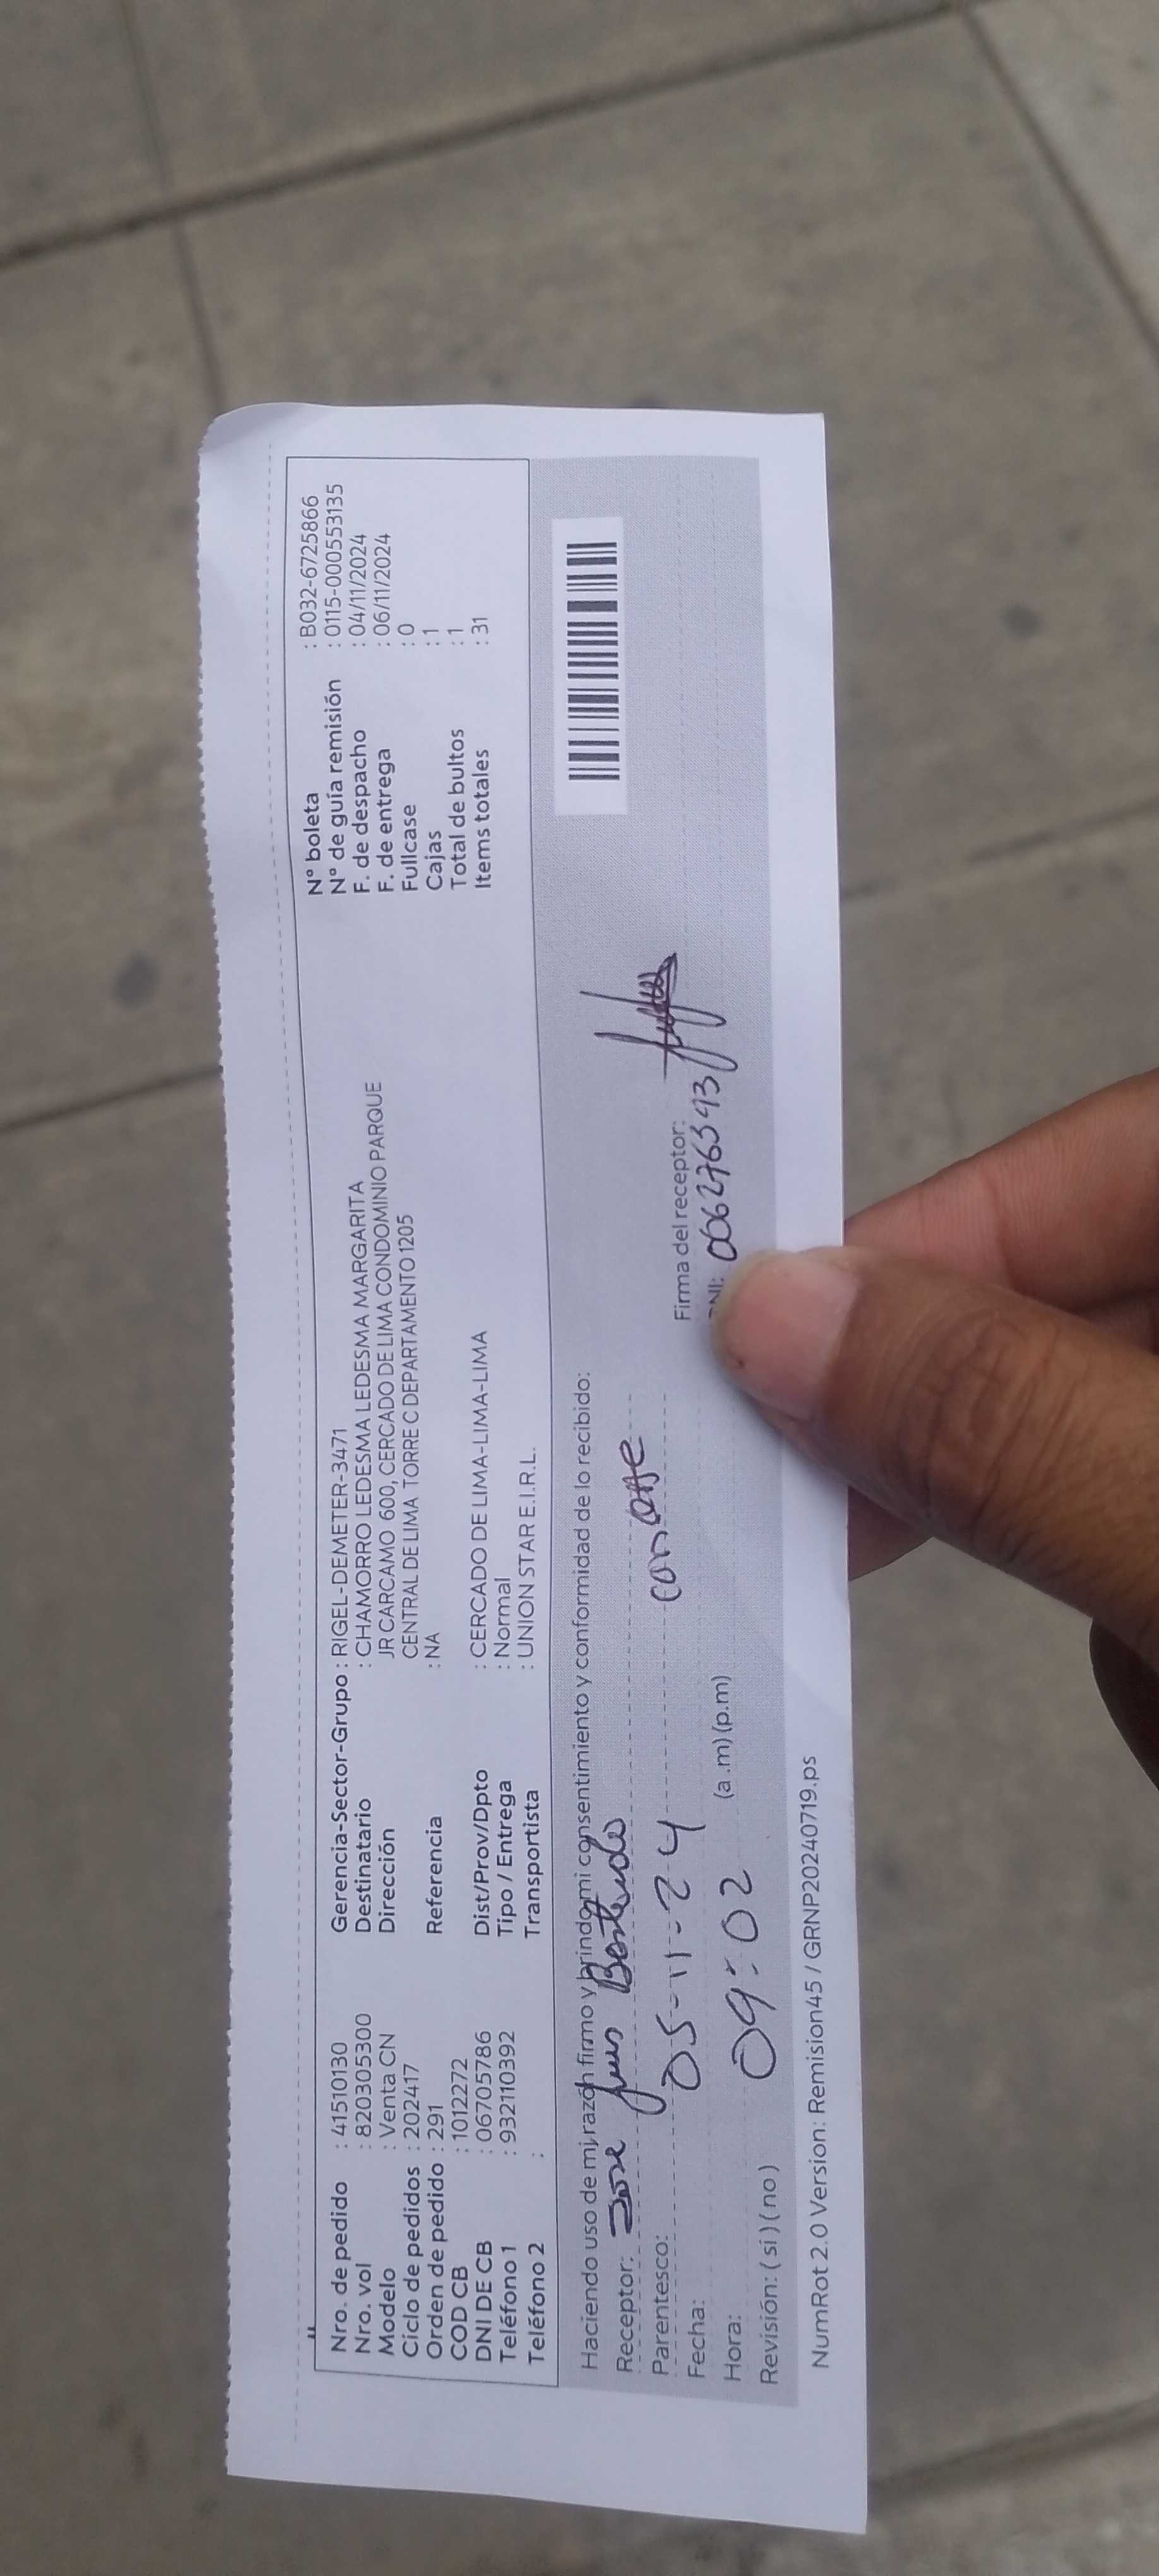 Nro. de pedido : 41510130
Nro. vol : 820305300
Modelo : Venta CN
Ciclo de pedidos : 202417
Orden de pedido : 291
COD CB : 1012272
DNI DE CB : 06705786
Teléfono 1 : 932110392
Teléfono 2 :
Gerencia-Sector-Grupo : RIGEL-DEMETER-3471
Destinatario : CHAMORRO LEDESMA LEDESMA MARGARITA
Dirección JR CARCAMO 600, CERCADO DE LIMA CONDOMINIO PARQUE
CENTRAL DE LIMA TORRE C DEPARTAMENTO 1205
Referencia : NA
Dist/Prov/Dpto : CERCADO DE LIMA-LIMA-LIMA
Tipo / Entrega : Normal
Transportista : UNION STAR E.I.R.L.
N° boleta : B032-6725866
N° de guía remisión : 0115-000553135
F. de despacho : 04/11/2024
F. de entrega : 06/11/2024
Fullcase : 0
Cajas : 1
Total de bultos : 1
Items totales : 31
Haciendo uso de mi razón firmo y brindo mi consentimiento y conformidad de lo recibido:
Receptor: Jose Luis
Parentesco:
Fecha: 05-11-24
Hora: 09:02 (a.m) (p.m)
Revisión: ( si ) ( no )
Firma del receptor:
DNI:
NumRot 2.0 Version: Remision45 / GRNP20240719.ps